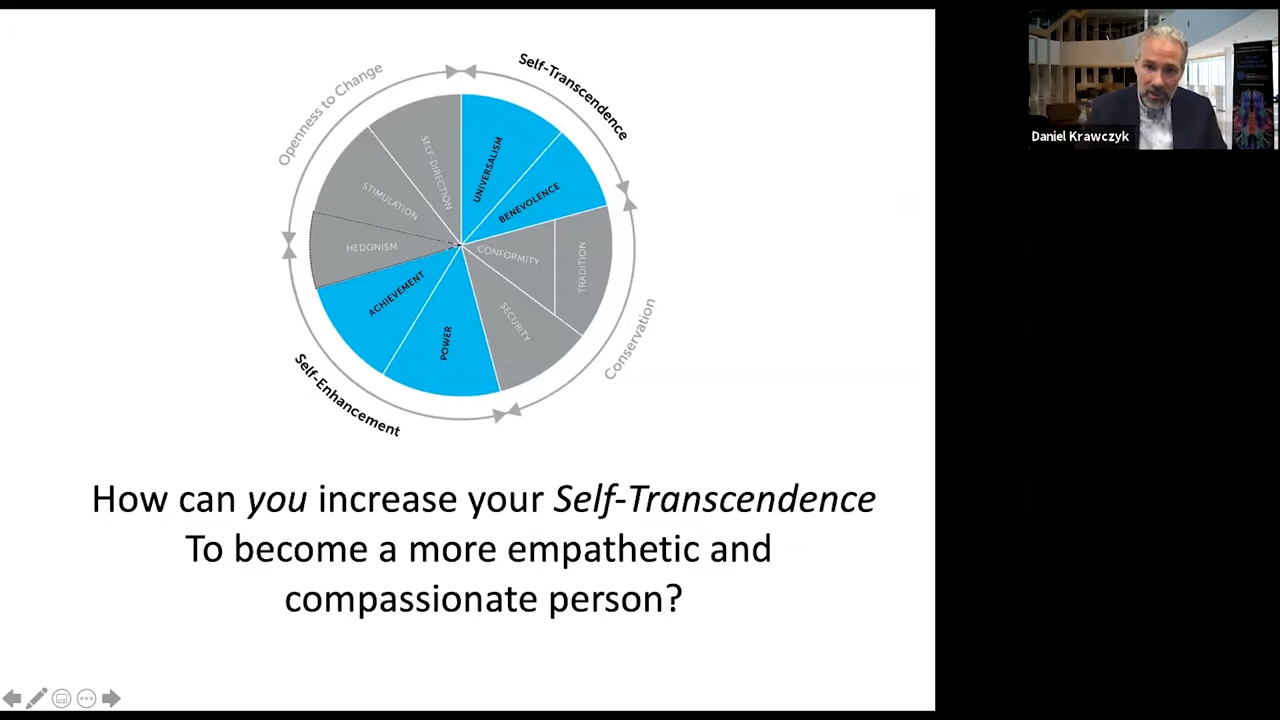 Openness to Change
Self-Transcendence
SELF-DIRECTION
UNIVERSALISM
STIMULATION
BENEVOLENCE
HEDONISM
CONFORMITY
TRADITION
ACHIEVEMENT
SECURITY
POWER
Self-Enhancement
Conservation
How can you increase your Self-Transcendence
To become a more empathetic and
compassionate person?
Daniel Krawczyk